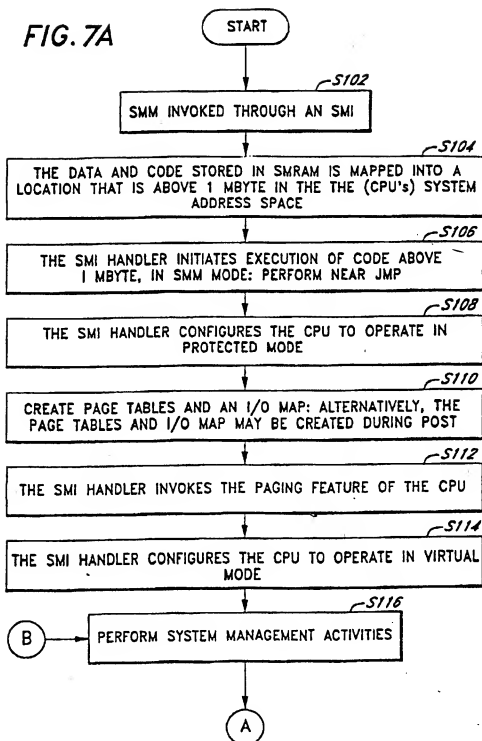 FIG. 7A
START
S102
SMM INVOKED THROUGH AN SMI
S104
THE DATA AND CODE STORED IN SMRAM IS MAPPED INTO A
LOCATION THAT IS ABOVE 1 MBYTE IN THE THE (CPU's) SYSTEM
ADDRESS SPACE
S106
THE SMI HANDLER INITIATES EXECUTION OF CODE ABOVE
1 MBYTE, IN SMM MODE: PERFORM NEAR JMP
S108
THE SMI HANDLER CONFIGURES THE CPU TO OPERATE IN
PROTECTED MODE
S110
CREATE PAGE TABLES AND AN I/O MAP: ALTERNATIVELY, THE
PAGE TABLES AND I/O MAP MAY BE CREATED DURING POST
S112
THE SMI HANDLER INVOKES THE PAGING FEATURE OF THE CPU
S114
THE SMI HANDLER CONFIGURES THE CPU TO OPERATE IN VIRTUAL
MODE
S116
B
PERFORM SYSTEM MANAGEMENT ACTIVITIES
A